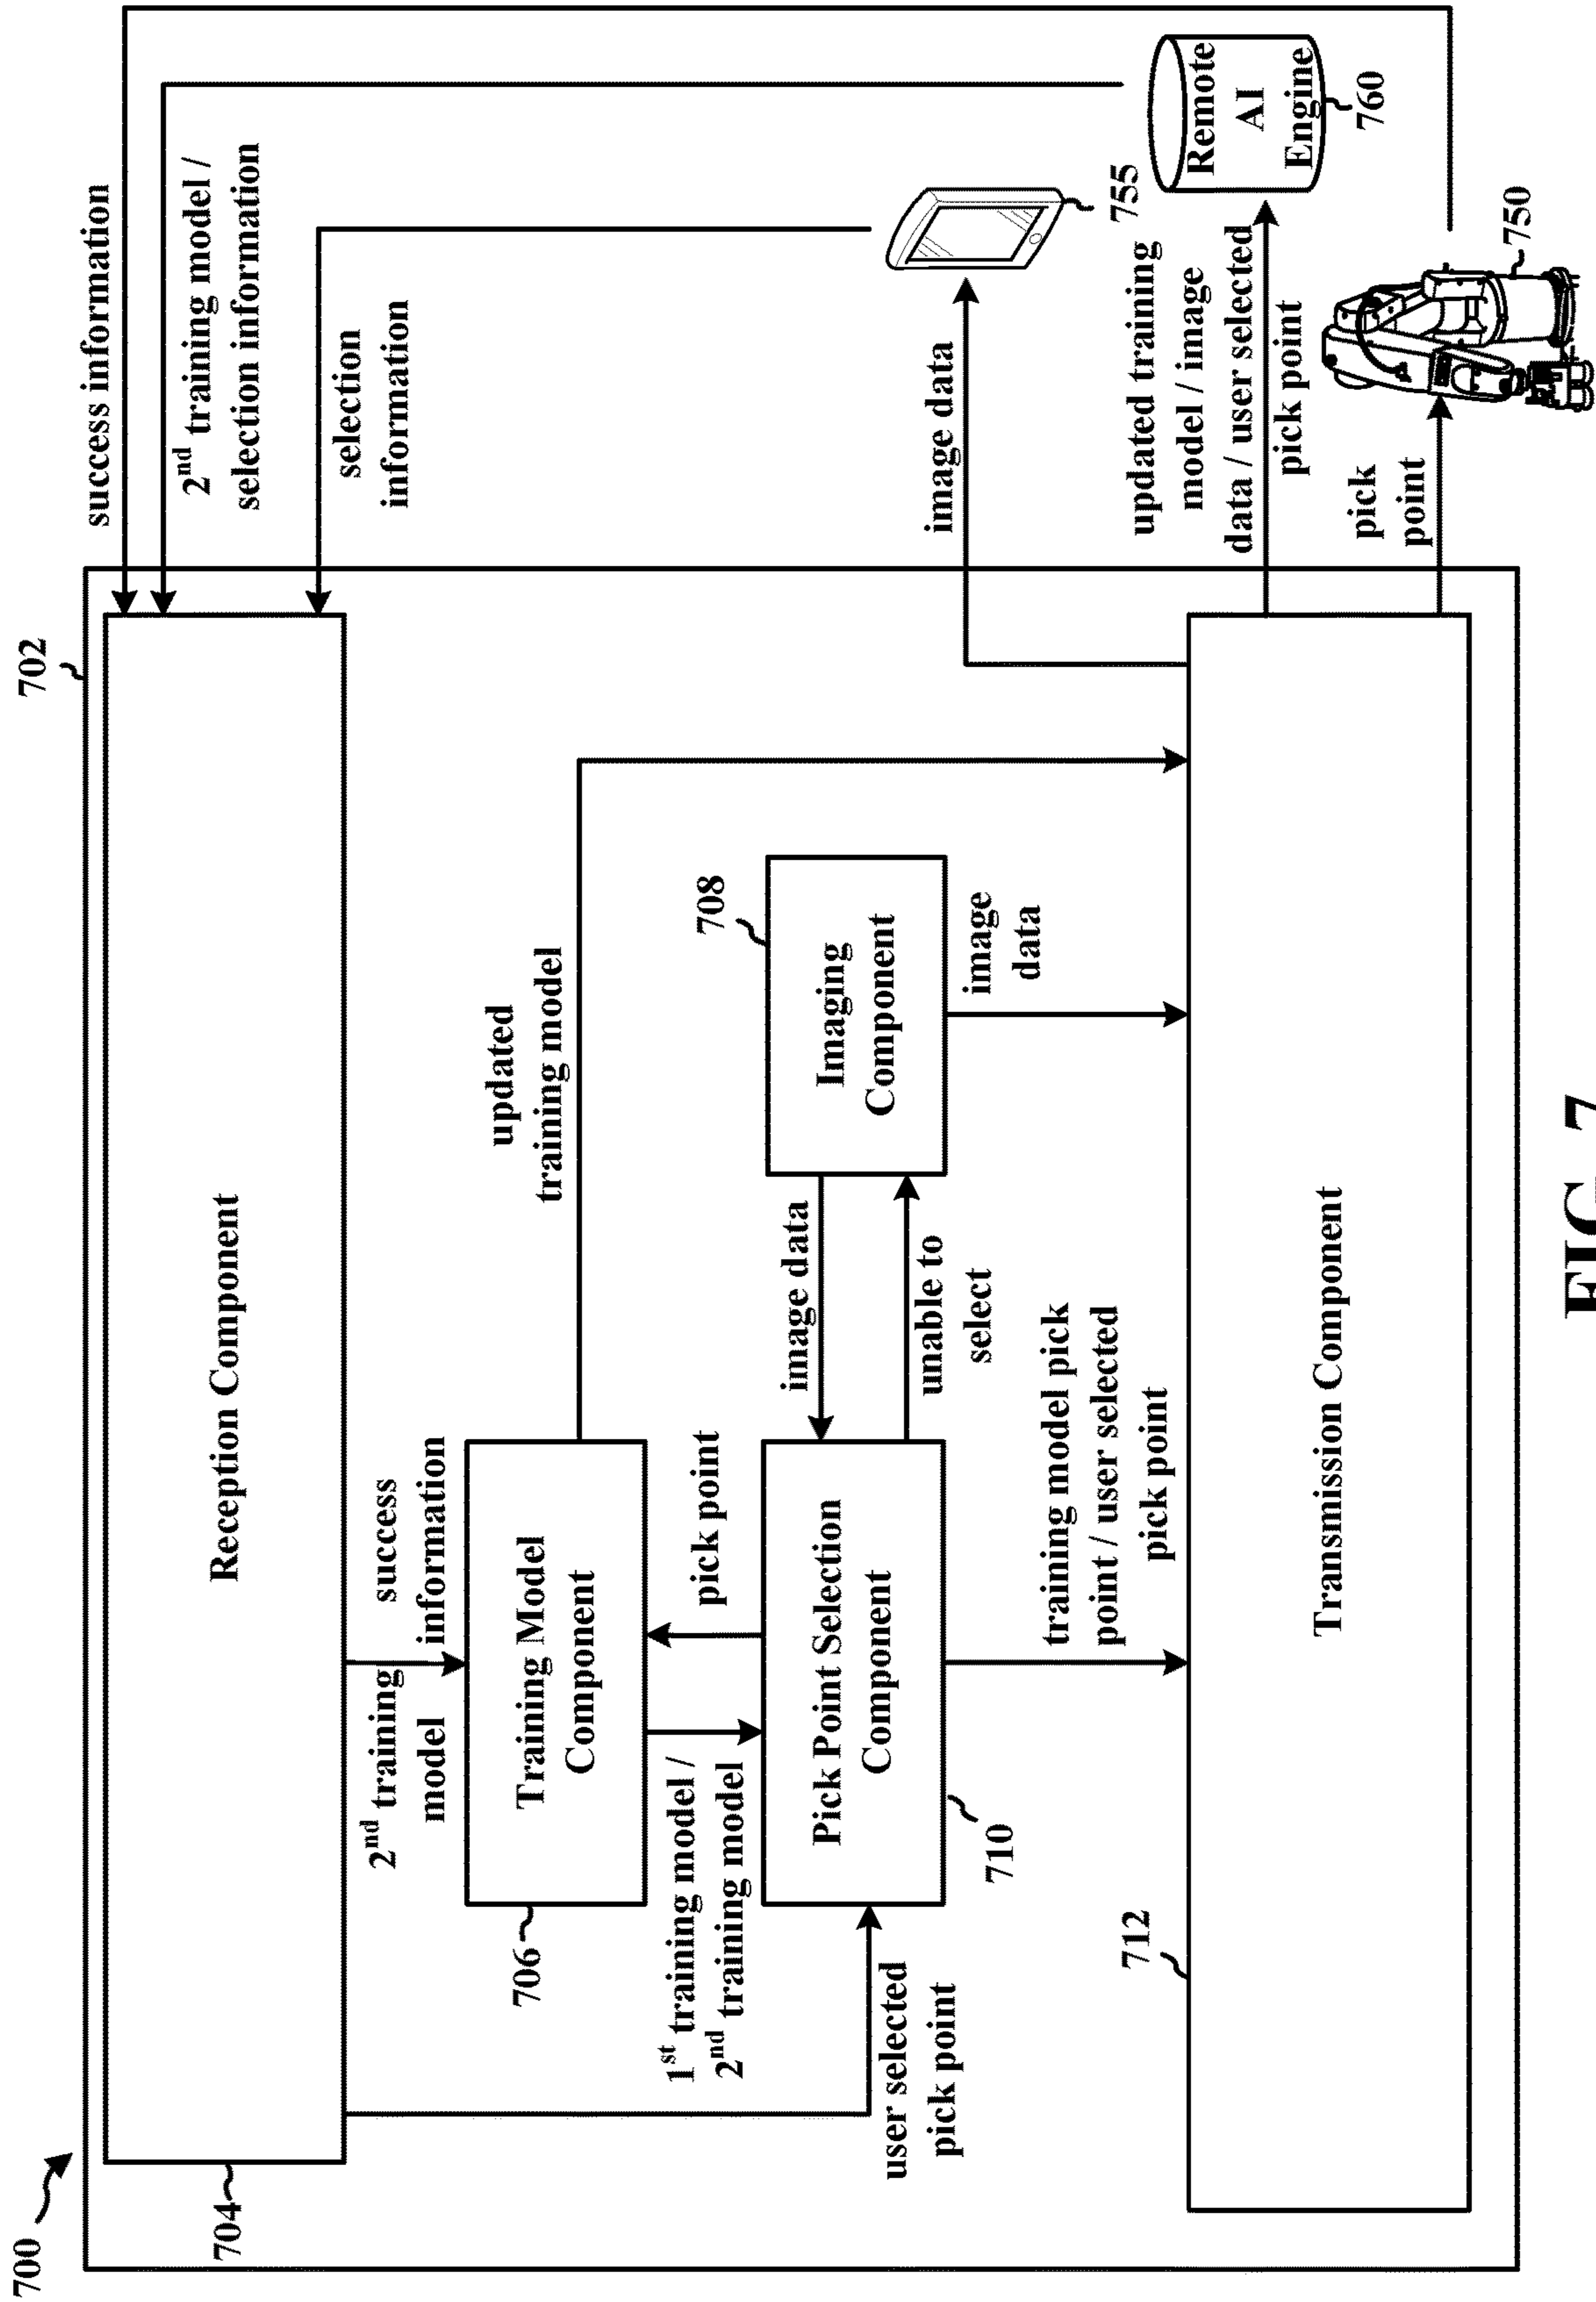 700
702
704
Reception Component
success information
2nd training model /
selection information
selection
information
2nd training
model
success
information
706
Training Model
Component
updated
training model
1st training model /
2nd training model
pick point
user selected
pick point
Pick Point Selection
Component
710
image data
unable to
select
708
Imaging
Component
image
data
training model pick
point / user selected
pick point
712
Transmission Component
image data
755
updated training
model / image
data / user selected
pick point
Remote
AI
Engine
760
pick
point
750